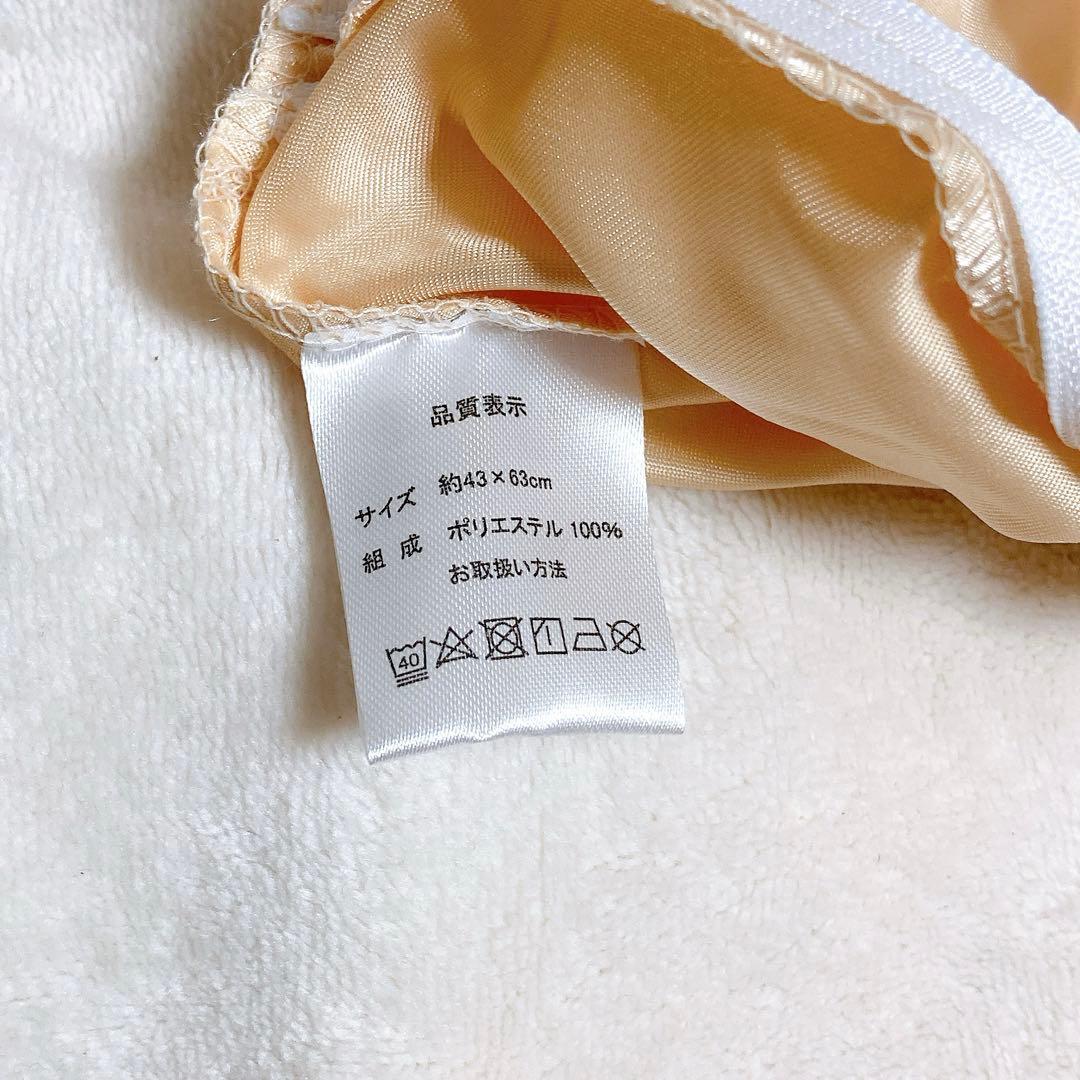 品質表示
サイズ 約43×63cm
組成 ポリエステル 100%
お取扱い方法
40